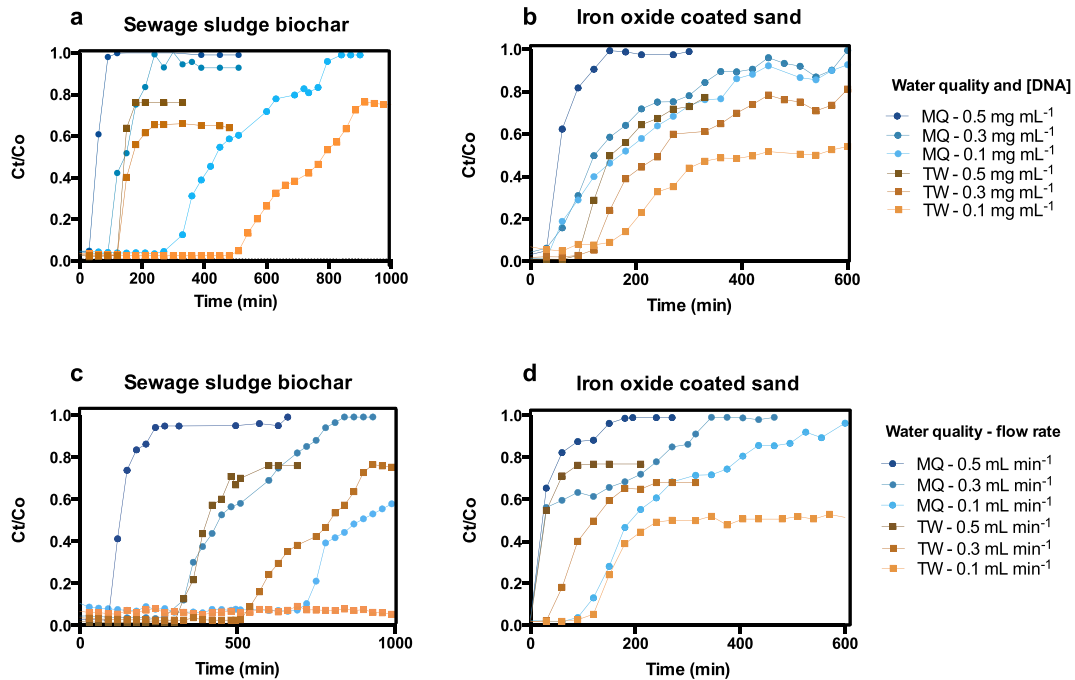 a
Sewage sludge biochar
1.0
0.8
0.6
0.4
0.2
0.0
Ct/Co
0
200
400
600
800
1000
Time (min)
b
Iron oxide coated sand
1.0
0.8
0.6
0.4
0.2
0.0
Ct/Co
0
200
400
600
Time (min)
Water quality and [DNA]
MQ - 0.5 mg mL⁻¹
MQ - 0.3 mg mL⁻¹
MQ - 0.1 mg mL⁻¹
TW - 0.5 mg mL⁻¹
TW - 0.3 mg mL⁻¹
TW - 0.1 mg mL⁻¹
c
Sewage sludge biochar
1.0
0.8
0.6
0.4
0.2
0.0
Ct/Co
0
500
1000
Time (min)
d
Iron oxide coated sand
1.0
0.8
0.6
0.4
0.2
0.0
Ct/Co
0
200
400
600
Time (min)
Water quality - flow rate
MQ - 0.5 mL min⁻¹
MQ - 0.3 mL min⁻¹
MQ - 0.1 mL min⁻¹
TW - 0.5 mL min⁻¹
TW - 0.3 mL min⁻¹
TW - 0.1 mL min⁻¹